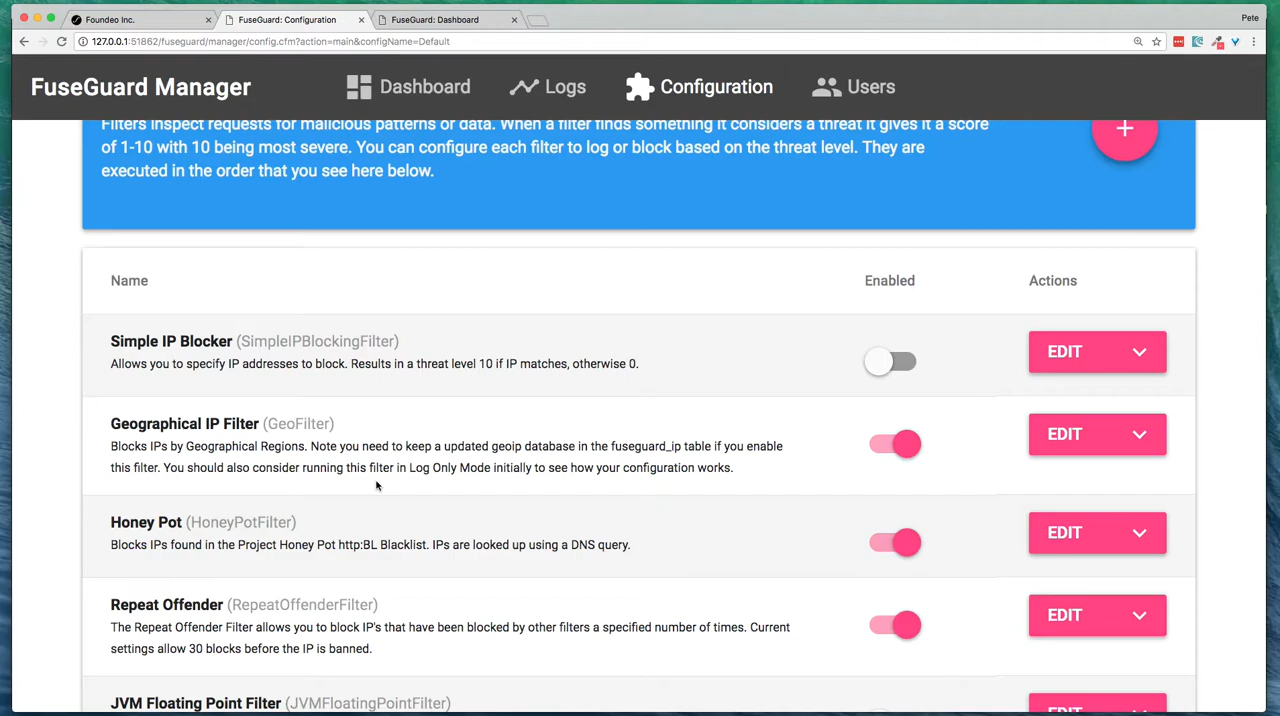 Foundeo Inc.
FuseGuard: Configuration
FuseGuard: Dashboard
Pete
127.0.0.1:51862/fuseguard/manager/config.cfm?action=main&configName=Default
FuseGuard Manager
Dashboard
Logs
Configuration
Users
Filters inspect requests for malicious patterns or data. When a filter finds something it considers a threat it gives it a score
of 1-10 with 10 being most severe. You can configure each filter to log or block based on the threat level. They are
executed in the order that you see here below.
+
Name
Enabled
Actions
Simple IP Blocker (SimpleIPBlockingFilter)
Allows you to specify IP addresses to block. Results in a threat level 10 if IP matches, otherwise 0.
EDIT
Geographical IP Filter (GeoFilter)
Blocks IPs by Geographical Regions. Note you need to keep a updated geoip database in the fuseguard_ip table if you enable
this filter. You should also consider running this filter in Log Only Mode initially to see how your configuration works.
EDIT
Honey Pot (HoneyPotFilter)
Blocks IPs found in the Project Honey Pot http:BL Blacklist. IPs are looked up using a DNS query.
EDIT
Repeat Offender (RepeatOffenderFilter)
The Repeat Offender Filter allows you to block IP's that have been blocked by other filters a specified number of times. Current
settings allow 30 blocks before the IP is banned.
EDIT
JVM Floating Point Filter (JVMFloatingPointFilter)
EDIT